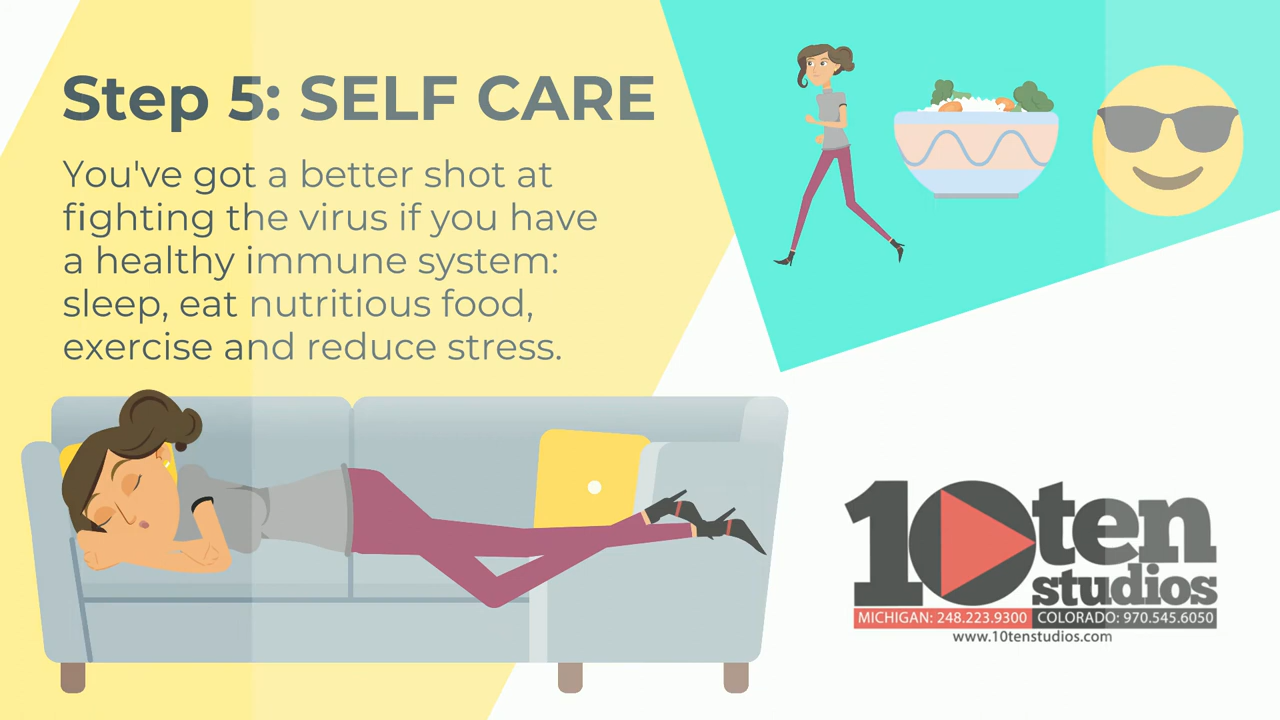 Step 5: SELF CARE
You've got a better shot at
fighting the virus if you have
a healthy immune system:
sleep, eat nutritious food,
exercise and reduce stress.
10ten
studios
MICHIGAN: 248.223.9300 COLORADO: 970.545.6050
www.10tenstudios.com